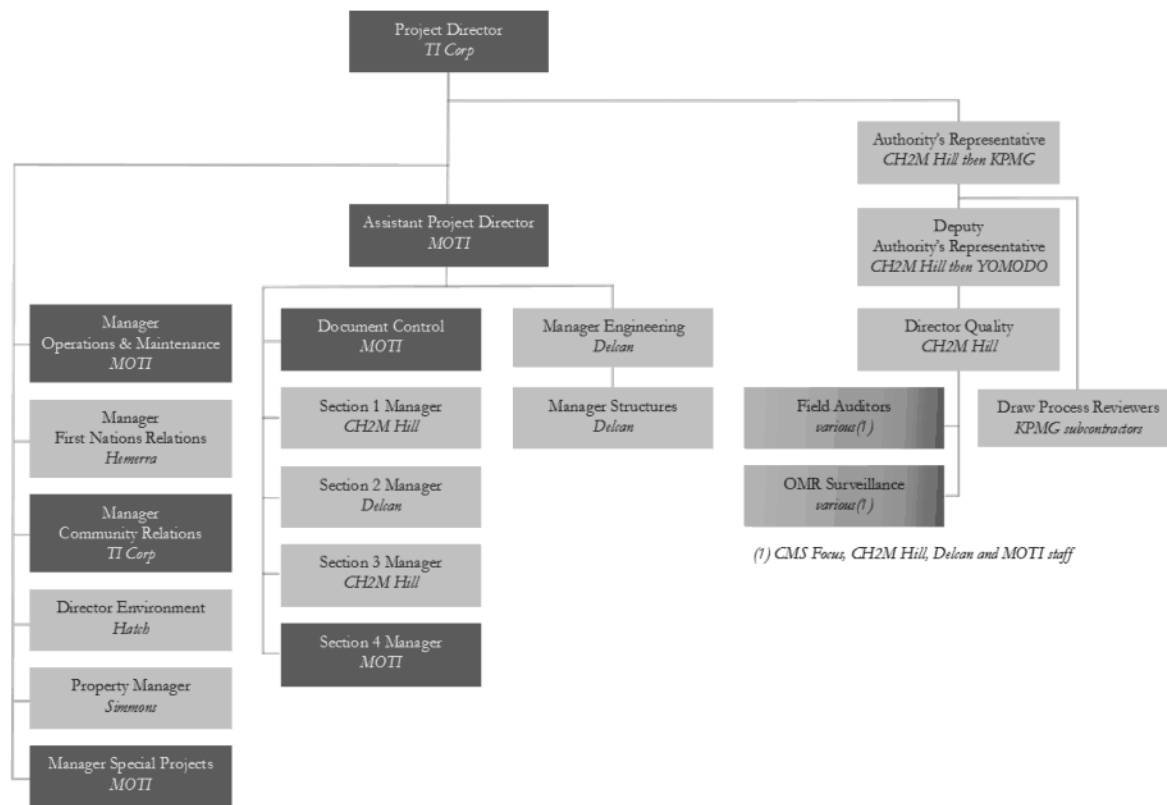 Project Director
TI Corp
Authority's Representative
CH2M Hill then KPMG
Assistant Project Director
MOTI
Deputy
Authority's Representative
CH2M Hill then YOMODO
Manager
Operations & Maintenance
MOTI
Manager
First Nations Relations
Hemerra
Manager
Community Relations
TI Corp
Director Environment
Hatch
Property Manager
Simmons
Manager Special Projects
MOTI
Document Control
MOTI
Section 1 Manager
CH2M Hill
Section 2 Manager
Delcan
Section 3 Manager
CH2M Hill
Section 4 Manager
MOTI
Manager Engineering
Delcan
Manager Structures
Delcan
Director Quality
CH2M Hill
Field Auditors
various(1)
OMR Surveillance
various(1)
Draw Process Reviewers
KPMG subcontractors
(1) CMS Focus, CH2M Hill, Delcan and MOTI staff